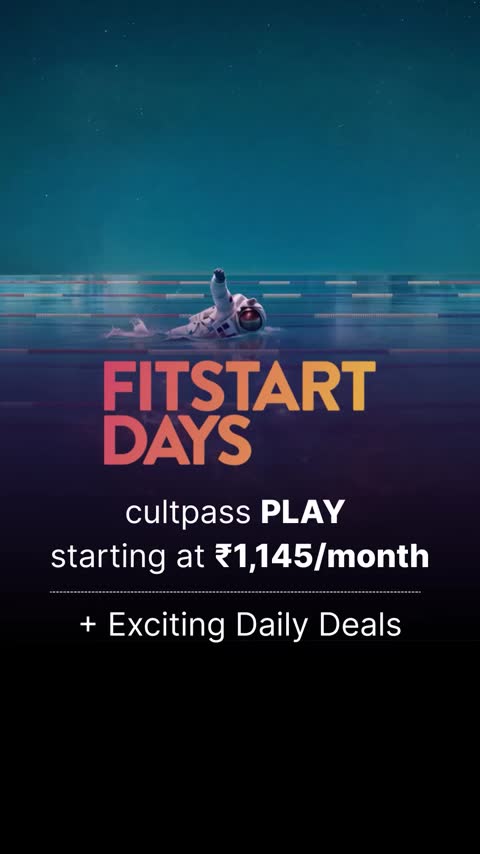 FITSTART
DAYS
cultpass PLAY
starting at ₹1,145/month
+ Exciting Daily Deals